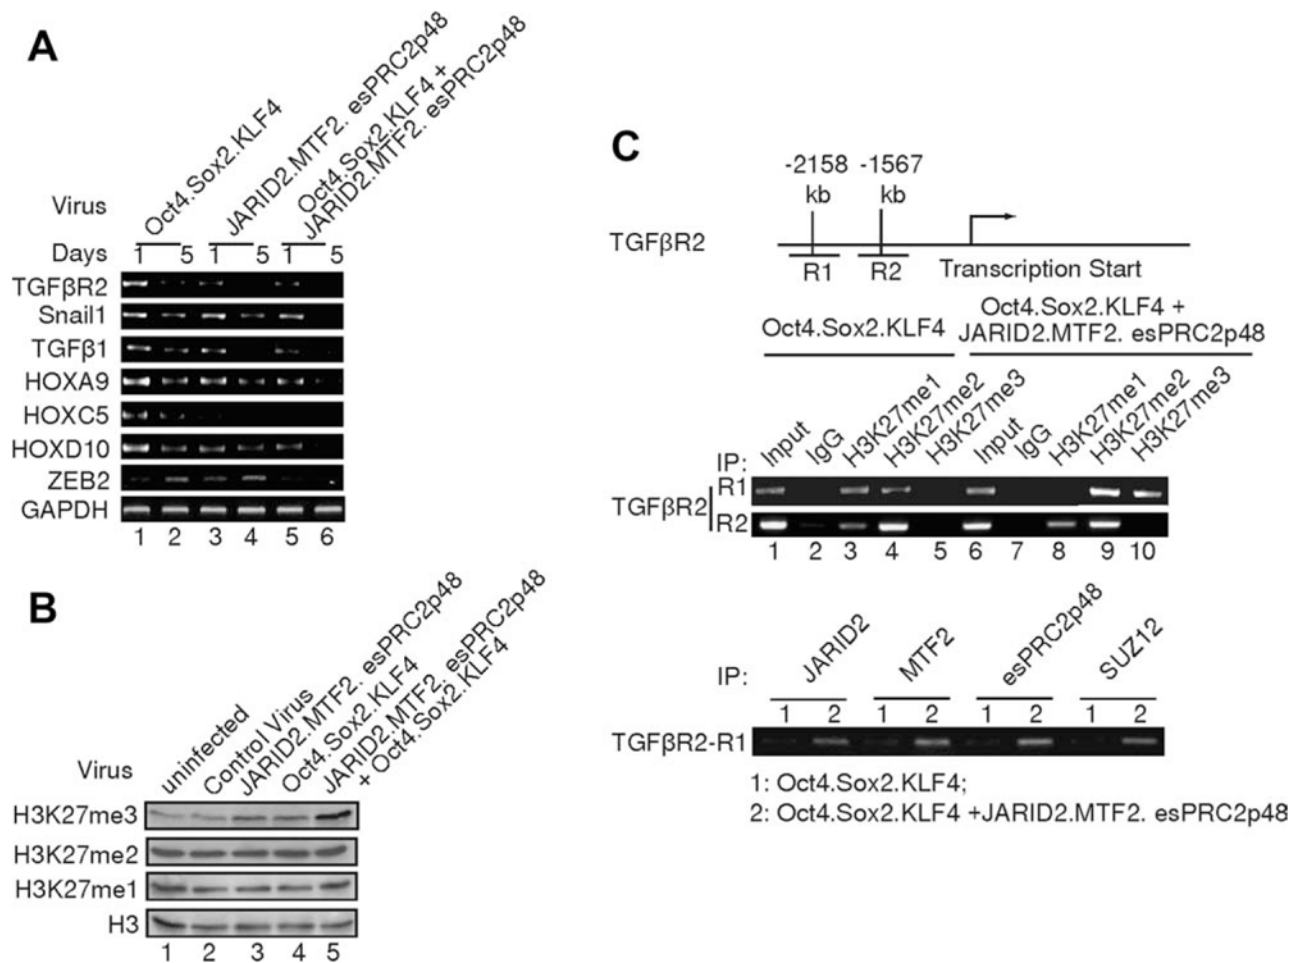 A
Virus
Oct4.Sox2.KLF4
JARID2.MTF2. esPRC2p48
Oct4.Sox2.KLF4 +
JARID2.MTF2. esPRC2p48
Days 1 5 1 5 1 5
TGFβR2
Snail1
TGFβ1
HOXA9
HOXC5
HOXD10
ZEB2
GAPDH
1 2 3 4 5 6
B
Virus
uninfected
Control Virus
JARID2.MTF2. esPRC2p48
Oct4.Sox2.KLF4
JARID2.MTF2. esPRC2p48
+ Oct4.Sox2.KLF4
H3K27me3
H3K27me2
H3K27me1
H3
1 2 3 4 5
C
-2158 -1567
kb kb
TGFβR2
R1 R2 Transcription Start
Oct4.Sox2.KLF4
Oct4.Sox2.KLF4 +
JARID2.MTF2. esPRC2p48
IP:
Input
IgG
H3K27me1
H3K27me2
H3K27me3
Input
IgG
H3K27me1
H3K27me2
H3K27me3
TGFβR2
R1
R2
1 2 3 4 5 6 7 8 9 10
IP:
JARID2
MTF2
esPRC2p48
SUZ12
1 2 1 2 1 2 1 2
TGFβR2-R1
1: Oct4.Sox2.KLF4;
2: Oct4.Sox2.KLF4 +JARID2.MTF2. esPRC2p48